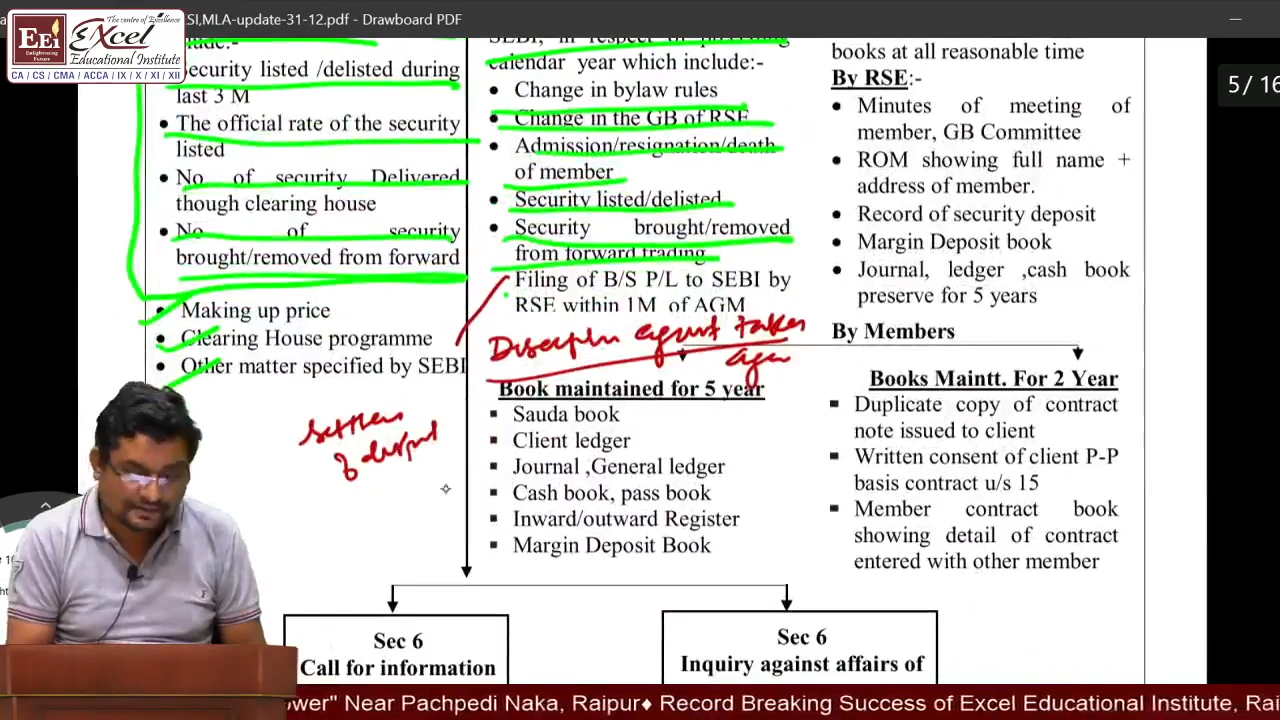 SI,MLA-update-31-12.pdf - Drawboard PDF
EEi
Enlightening Future
The centre of Excellence
EXcel
Educational Institute
CA / CS / CMA / ACCA / IX / X / XI / XII
5 / 16
Security listed /delisted during
last 3 M
The official rate of the security
listed
No of security Delivered
though clearing house
No of security
brought/removed from forward
Making up price
Clearing House programme
Other matter specified by SEBI
SEBI, in respect of preceding
calendar year which include:-
Change in bylaw rules
Change in the GB of RSE
Admission/resignation/death
of member
Security listed/delisted
Security brought/removed
from forward trading
Filing of B/S P/L to SEBI by
RSE within 1M of AGM
books at all reasonable time
By RSE:-
Minutes of meeting of
member, GB Committee
ROM showing full name +
address of member.
Record of security deposit
Margin Deposit book
Journal, ledger ,cash book
preserve for 5 years
By Members
Book maintained for 5 year
Sauda book
Client ledger
Journal ,General ledger
Cash book, pass book
Inward/outward Register
Margin Deposit Book
Books Maintt. For 2 Year
Duplicate copy of contract
note issued to client
Written consent of client P-P
basis contract u/s 15
Member contract book
showing detail of contract
entered with other member
Sec 6
Call for information
Sec 6
Inquiry against affairs of
ower" Near Pachpedi Naka, Raipur♦ Record Breaking Success of Excel Educational Institute, Rai